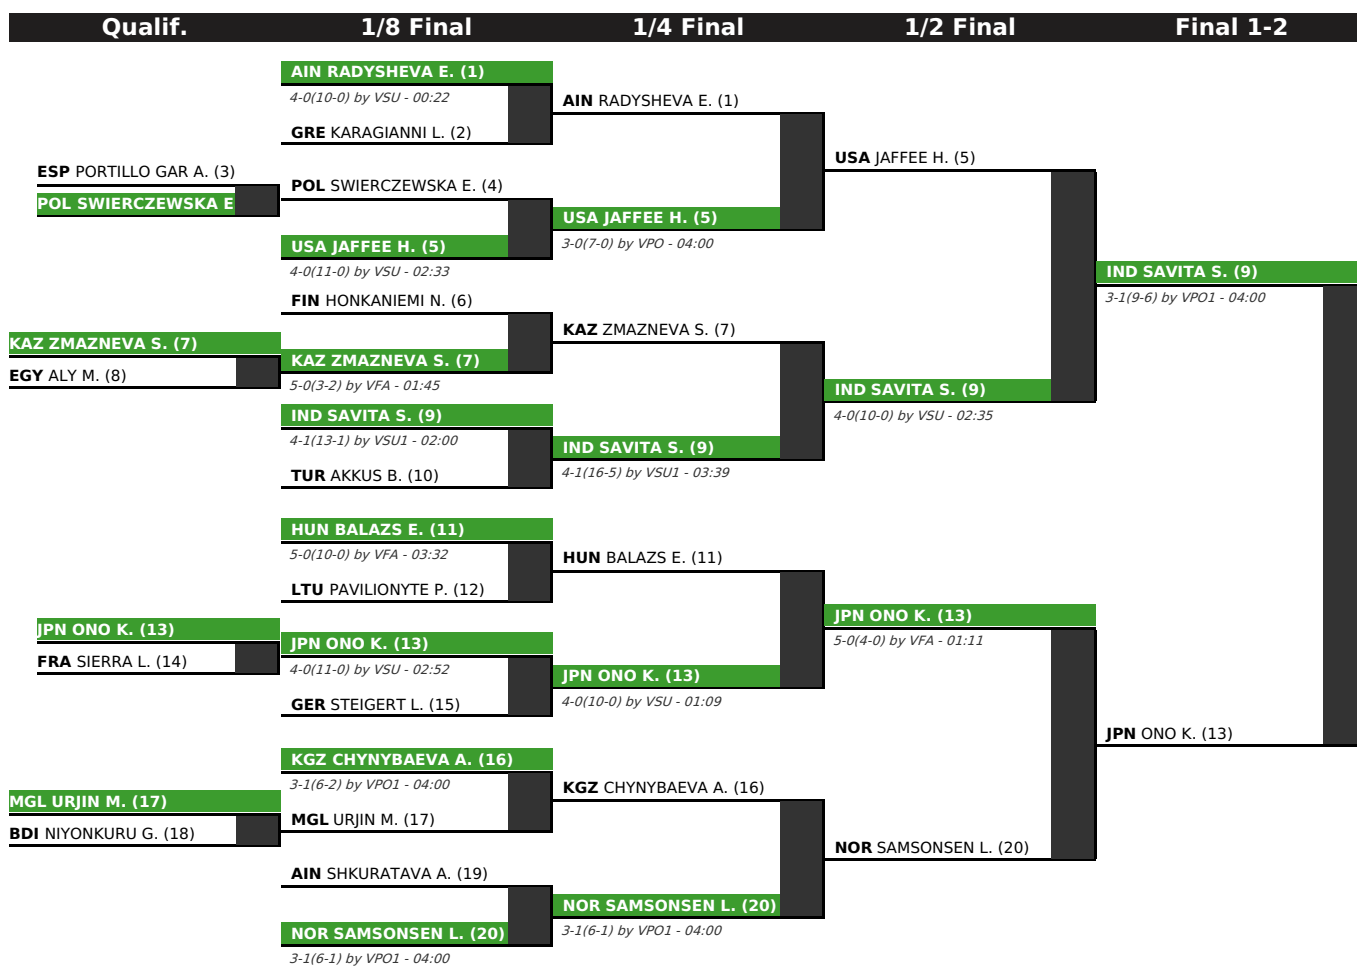 Qualif.
1/8 Final
1/4 Final
1/2 Final
Final 1-2
ESP PORTILLO GAR A. (3)
POL SWIERCZEWSKA E
KAZ ZMAZNEVA S. (7)
EGY ALY M. (8)
JPN ONO K. (13)
FRA SIERRA L. (14)
MGL URJIN M. (17)
BDI NIYONKURU G. (18)
AIN RADYSHEVA E. (1)
4-0(10-0) by VSU - 00:22
GRE KARAGIANNI L. (2)
POL SWIERCZEWSKA E. (4)
USA JAFFEE H. (5)
4-0(11-0) by VSU - 02:33
FIN HONKANIEMI N. (6)
KAZ ZMAZNEVA S. (7)
5-0(3-2) by VFA - 01:45
IND SAVITA S. (9)
4-1(13-1) by VSU1 - 02:00
TUR AKKUS B. (10)
HUN BALAZS E. (11)
5-0(10-0) by VFA - 03:32
LTU PAVILIONYTE P. (12)
JPN ONO K. (13)
4-0(11-0) by VSU - 02:52
GER STEIGERT L. (15)
KGZ CHYNYBAEVA A. (16)
3-1(6-2) by VPO1 - 04:00
MGL URJIN M. (17)
AIN SHKURATAVA A. (19)
NOR SAMSONSEN L. (20)
3-1(6-1) by VPO1 - 04:00
AIN RADYSHEVA E. (1)
USA JAFFEE H. (5)
3-0(7-0) by VPO - 04:00
KAZ ZMAZNEVA S. (7)
IND SAVITA S. (9)
4-1(16-5) by VSU1 - 03:39
HUN BALAZS E. (11)
JPN ONO K. (13)
4-0(10-0) by VSU - 01:09
KGZ CHYNYBAEVA A. (16)
NOR SAMSONSEN L. (20)
3-1(6-1) by VPO1 - 04:00
USA JAFFEE H. (5)
IND SAVITA S. (9)
4-0(10-0) by VSU - 02:35
JPN ONO K. (13)
5-0(4-0) by VFA - 01:11
NOR SAMSONSEN L. (20)
IND SAVITA S. (9)
3-1(9-6) by VPO1 - 04:00
JPN ONO K. (13)